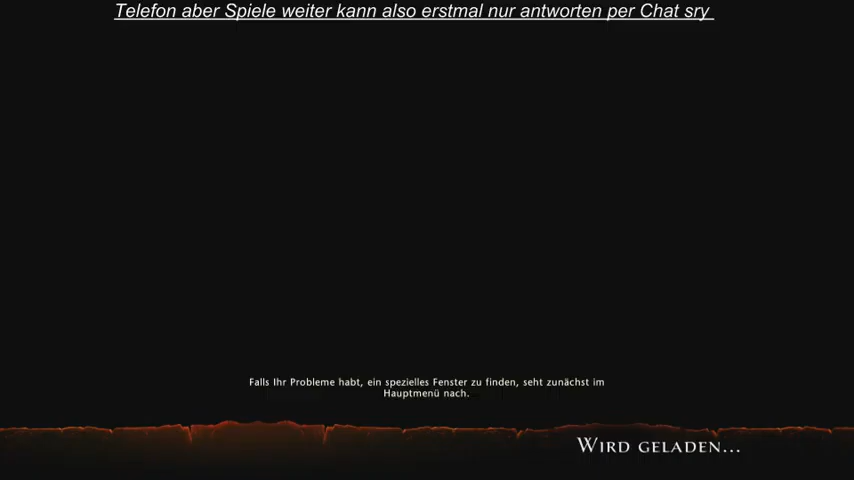 Telefon aber Spiele weiter kann also erstmal nur antworten per Chat sry
Falls Ihr Probleme habt, ein spezielles Fenster zu finden, seht zunächst im
Hauptmenü nach.
Wird geladen...